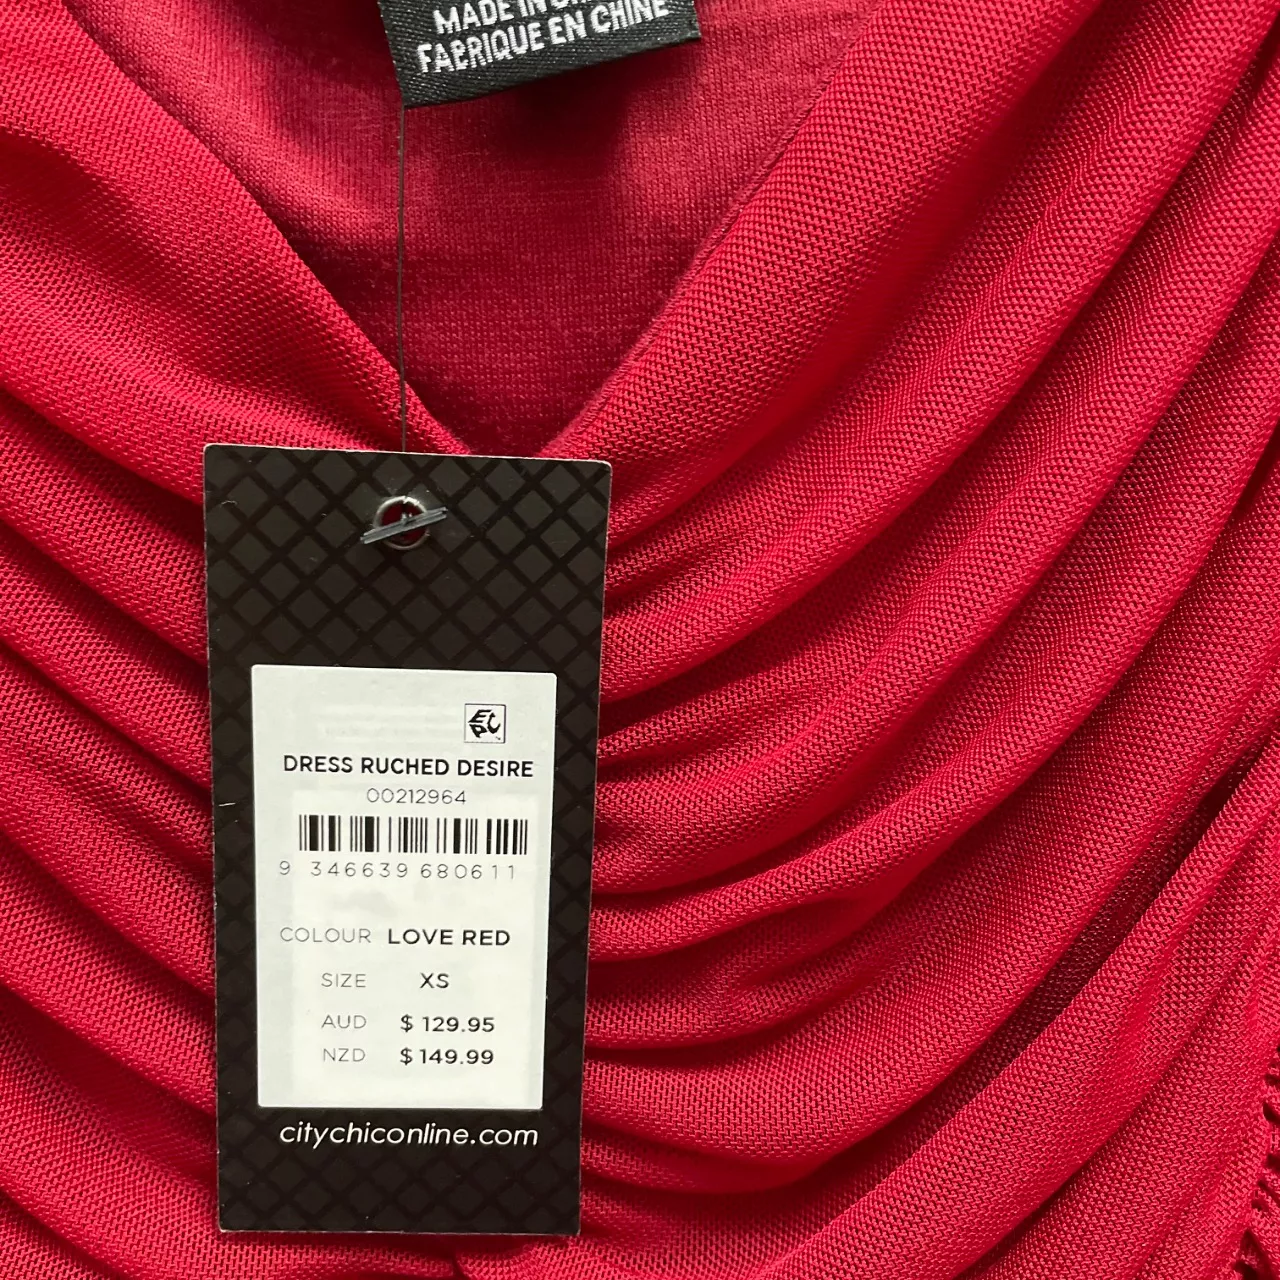 MADE IN
FABRIQUE EN CHINE
DRESS RUCHED DESIRE
00212964
9 346639 680611
COLOUR LOVE RED
SIZE XS
AUD $ 129.95
NZD $ 149.99
citychiconline.com